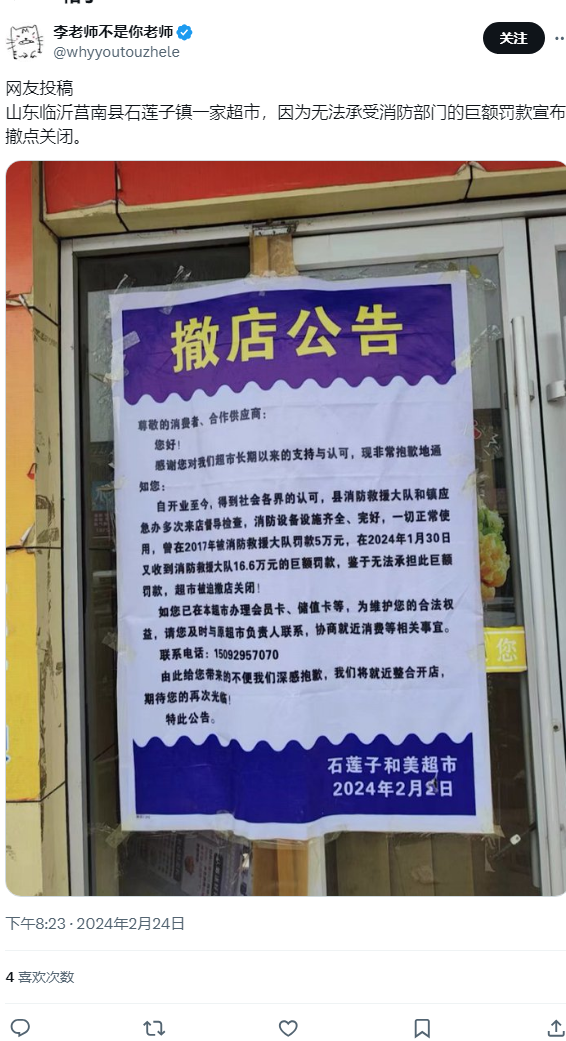 李老师不是你老师
@whyyoutouzhele
关注
网友投稿
山东临沂莒南县石莲子镇一家超市，因为无法承受消防部门的巨额罚款宣布
撤点关闭。
撤店公告
尊敬的消费者、合作供应商：
您好！
感谢您对我们超市长期以来的支持与认可，现非常抱歉地通
知您：
自开业至今，得到社会各界的认可，县消防救援大队和镇应
急办多次来店督导检查，消防设备设施齐全、完好，一切正常使
用，曾在2017年被消防救援大队罚款5万元，在2024年1月30日
又收到消防救援大队16.6万元的巨额罚款，鉴于无法承担此巨额
罚款，超市被迫撤店关闭！
如您已在本超市办理会员卡、储值卡等，为维护您的合法权
益，请您及时与原超市负责人联系，协商就近消费等相关事宜。
联系电话：15092957070
由此给您带来的不便我们深感抱歉，我们将就近整合开店，
期待您的再次光临！
特此公告。
您
石莲子和美超市
2024年2月日
下午8:23 · 2024年2月24日
4 喜欢次数